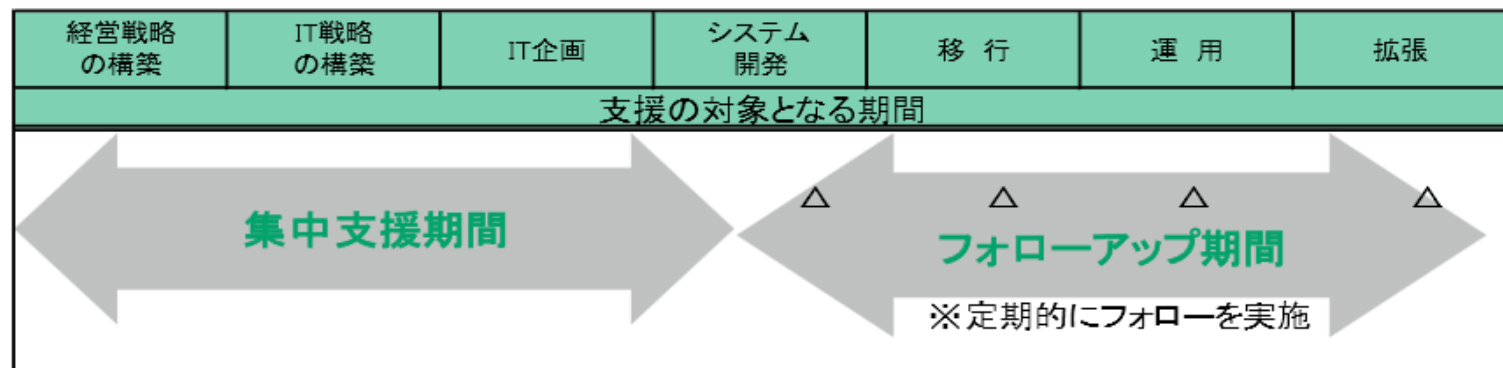 経営戦略
の構築
IT戦略
の構築
IT企画
システム
開発
移 行
運 用
拡張
支援の対象となる期間
集中支援期間
△ △ △ △
フォローアップ期間
※定期的にフォローを実施